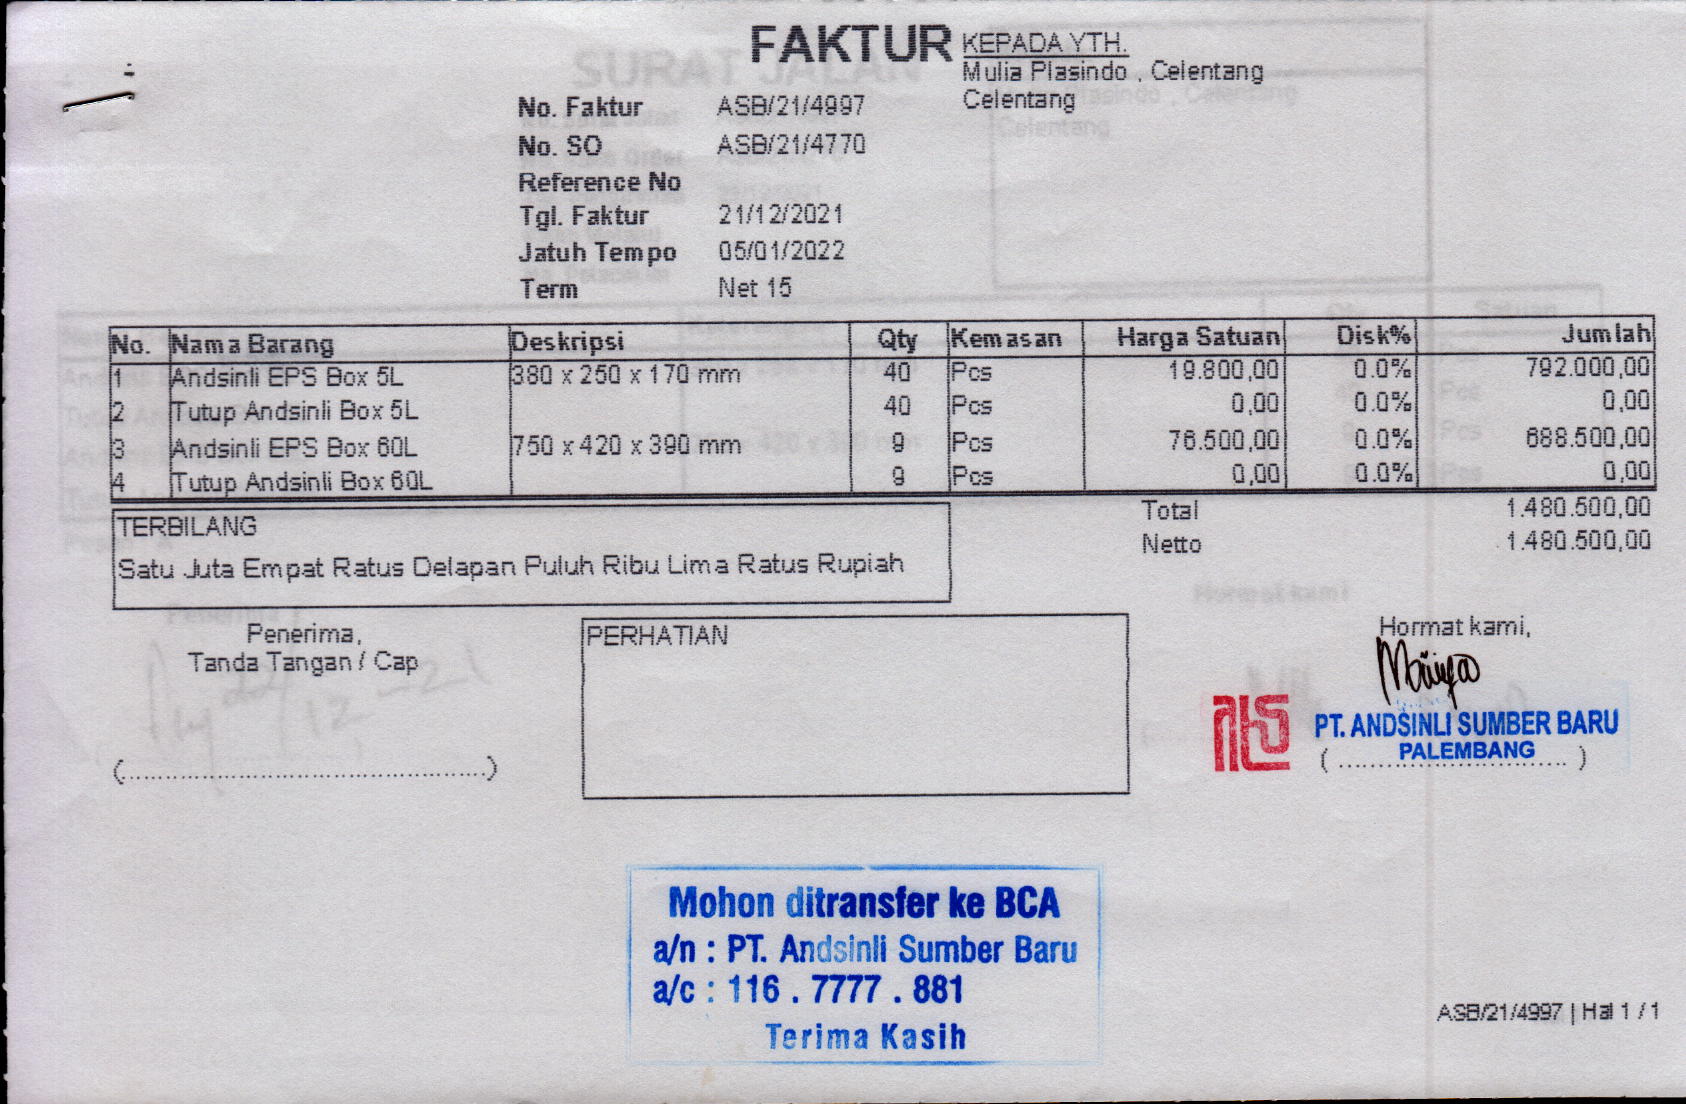 FAKTUR
KEPADA YTH.
Mulia Plasindo , Celentang
Celentang
No. Faktur ASB/21/4997
No. SO ASB/21/4770
Reference No
Tgl. Faktur 21/12/2021
Jatuh Tempo 05/01/2022
Term Net 15
No. Nama Barang Deskripsi Qty Kemasan Harga Satuan Disk% Jumlah
1 Andsinli EPS Box 5L 380 x 250 x 170 mm 40 Pcs 19.800,00 0.0% 792.000,00
2 Tutup Andsinli Box 5L 40 Pcs 0,00 0.0% 0,00
3 Andsinli EPS Box 60L 750 x 420 x 390 mm 9 Pcs 76.500,00 0.0% 688.500,00
4 Tutup Andsinli Box 60L 9 Pcs 0,00 0.0% 0,00
Total 1.480.500,00
Netto 1.480.500,00
TERBILANG
Satu Juta Empat Ratus Delapan Puluh Ribu Lima Ratus Rupiah
Penerima,
Tanda Tangan / Cap
(................................................)
PERHATIAN
Hormat kami,
PT. ANDSINLI SUMBER BARU
PALEMBANG
(..............................)
Mohon ditransfer ke BCA
a/n : PT. Andsinli Sumber Baru
a/c : 116 . 7777 . 881
Terima Kasih
ASB/21/4997 | Hal 1 / 1